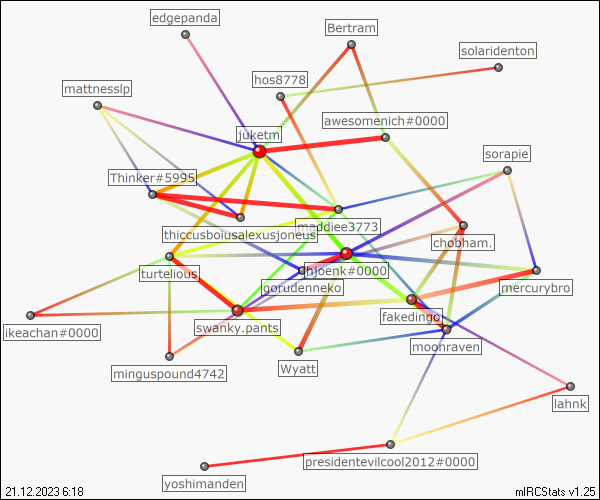 edgepanda
Bertram
solaridenton
hos8778
mattnesslp
awesomenich#0000
juketm
sorapie
Thinker#5995
thiccusboiusalexusjoneus
maddiee3773
chobham.
turtelious
hjoenk#0000
gourdenneko
mercurybro
ikeachan#0000
swanky.pants
fakedingo
moonraven
minguspound4742
Wyatt
lahnk
presidentevilcool2012#0000
yoshimanden
21.12.2023 6:18
mIRCStats v1.25